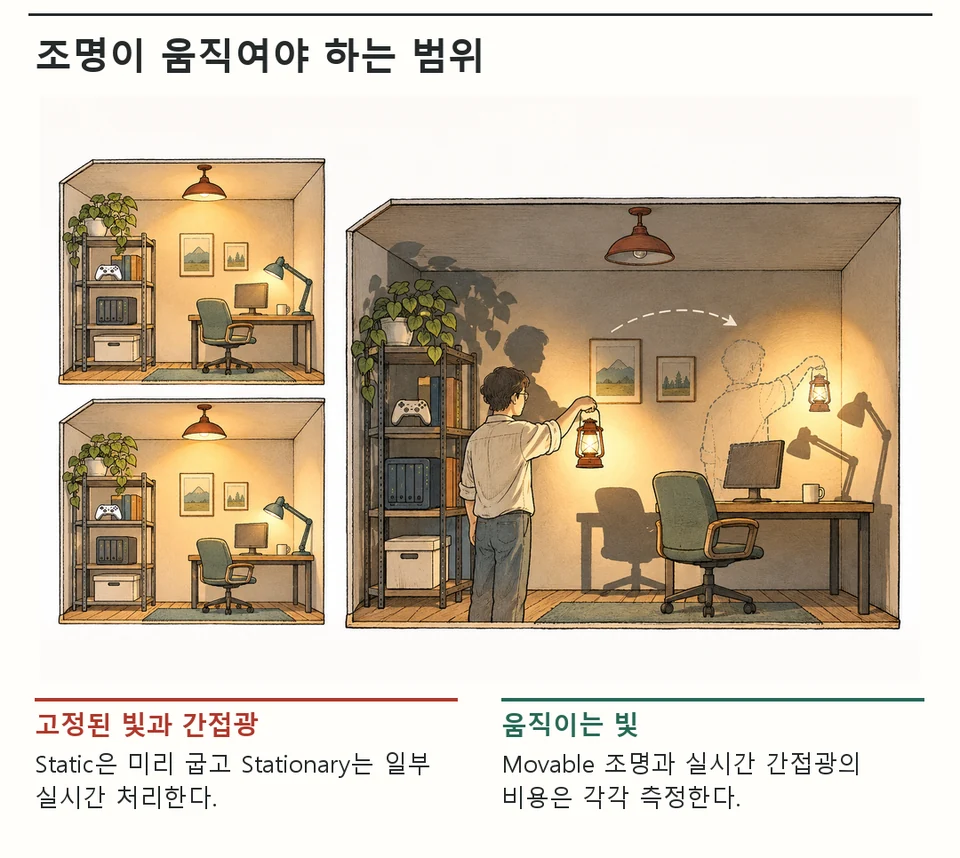 조명이 움직여야 하는 범위
고정된 빛과 간접광
Static은 미리 굽고 Stationary는 일부
실시간 처리한다.
움직이는 빛
Movable 조명과 실시간 간접광의
비용은 각각 측정한다.